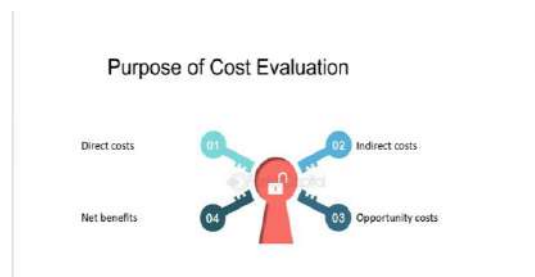 Purpose of Cost Evaluation
Direct costs
01
02
Indirect costs
Net benefits
04
03
Opportunity costs